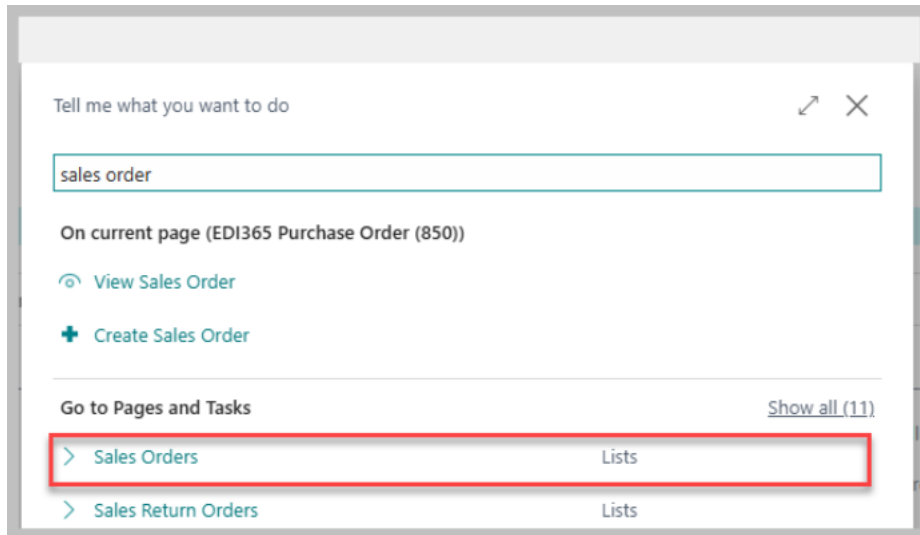 Tell me what you want to do
sales order
On current page (EDI365 Purchase Order (850))
View Sales Order
Create Sales Order
Go to Pages and Tasks Show all (11)
Sales Orders Lists
Sales Return Orders Lists